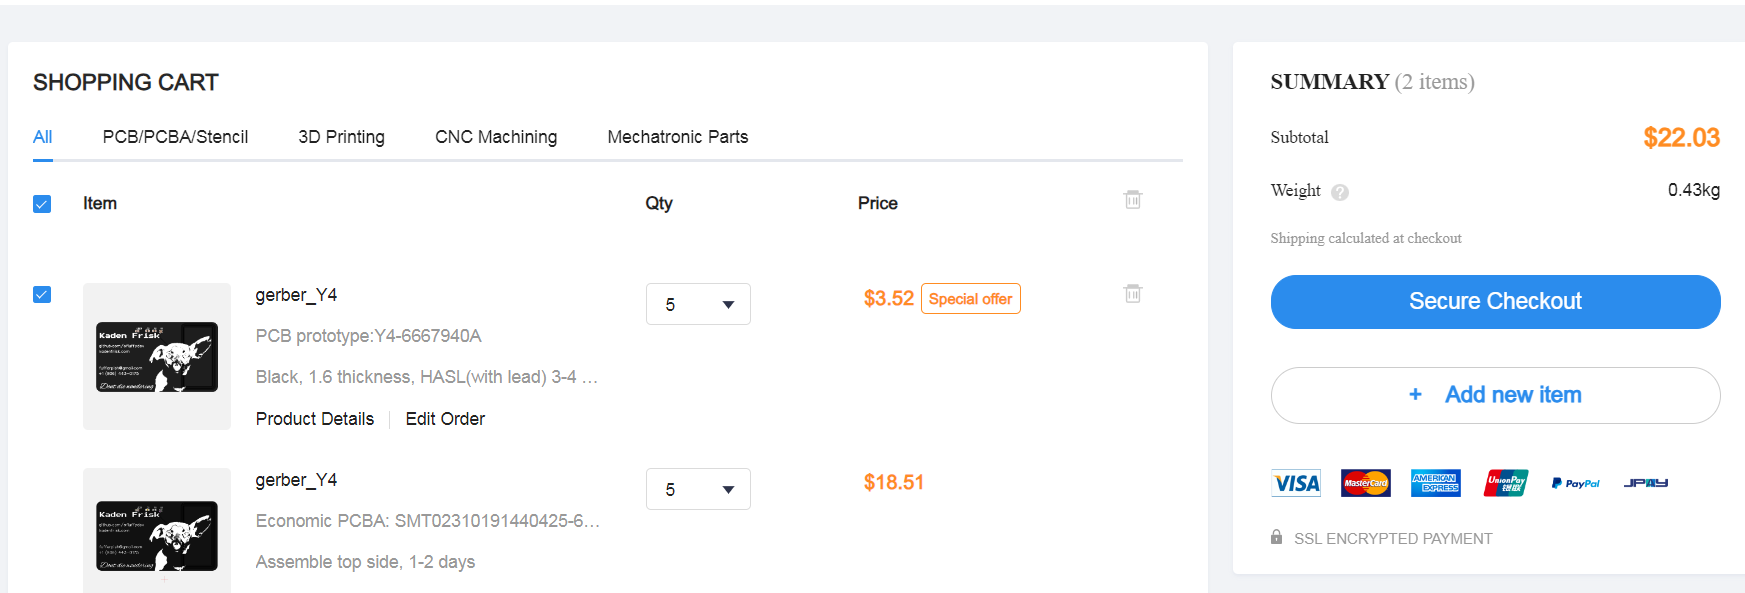 SHOPPING CART
All PCB/PCBA/Stencil 3D Printing CNC Machining Mechatronic Parts
Item Qty Price
gerber_Y4
5
$3.52 Special offer
PCB prototype:Y4-6667940A
Black, 1.6 thickness, HASL(with lead) 3-4 ...
Product Details Edit Order
Kaden Frisk
kadenfrisk.com
gerber_Y4
5
$18.51
Economic PCBA: SMT02310191440425-6...
Assemble top side, 1-2 days
Kaden Frisk
SUMMARY (2 items)
Subtotal $22.03
Weight ? 0.43kg
Shipping calculated at checkout
Secure Checkout
+ Add new item
VISA MasterCard AMERICAN EXPRESS UnionPay 银联 PayPal JPAY
SSL ENCRYPTED PAYMENT